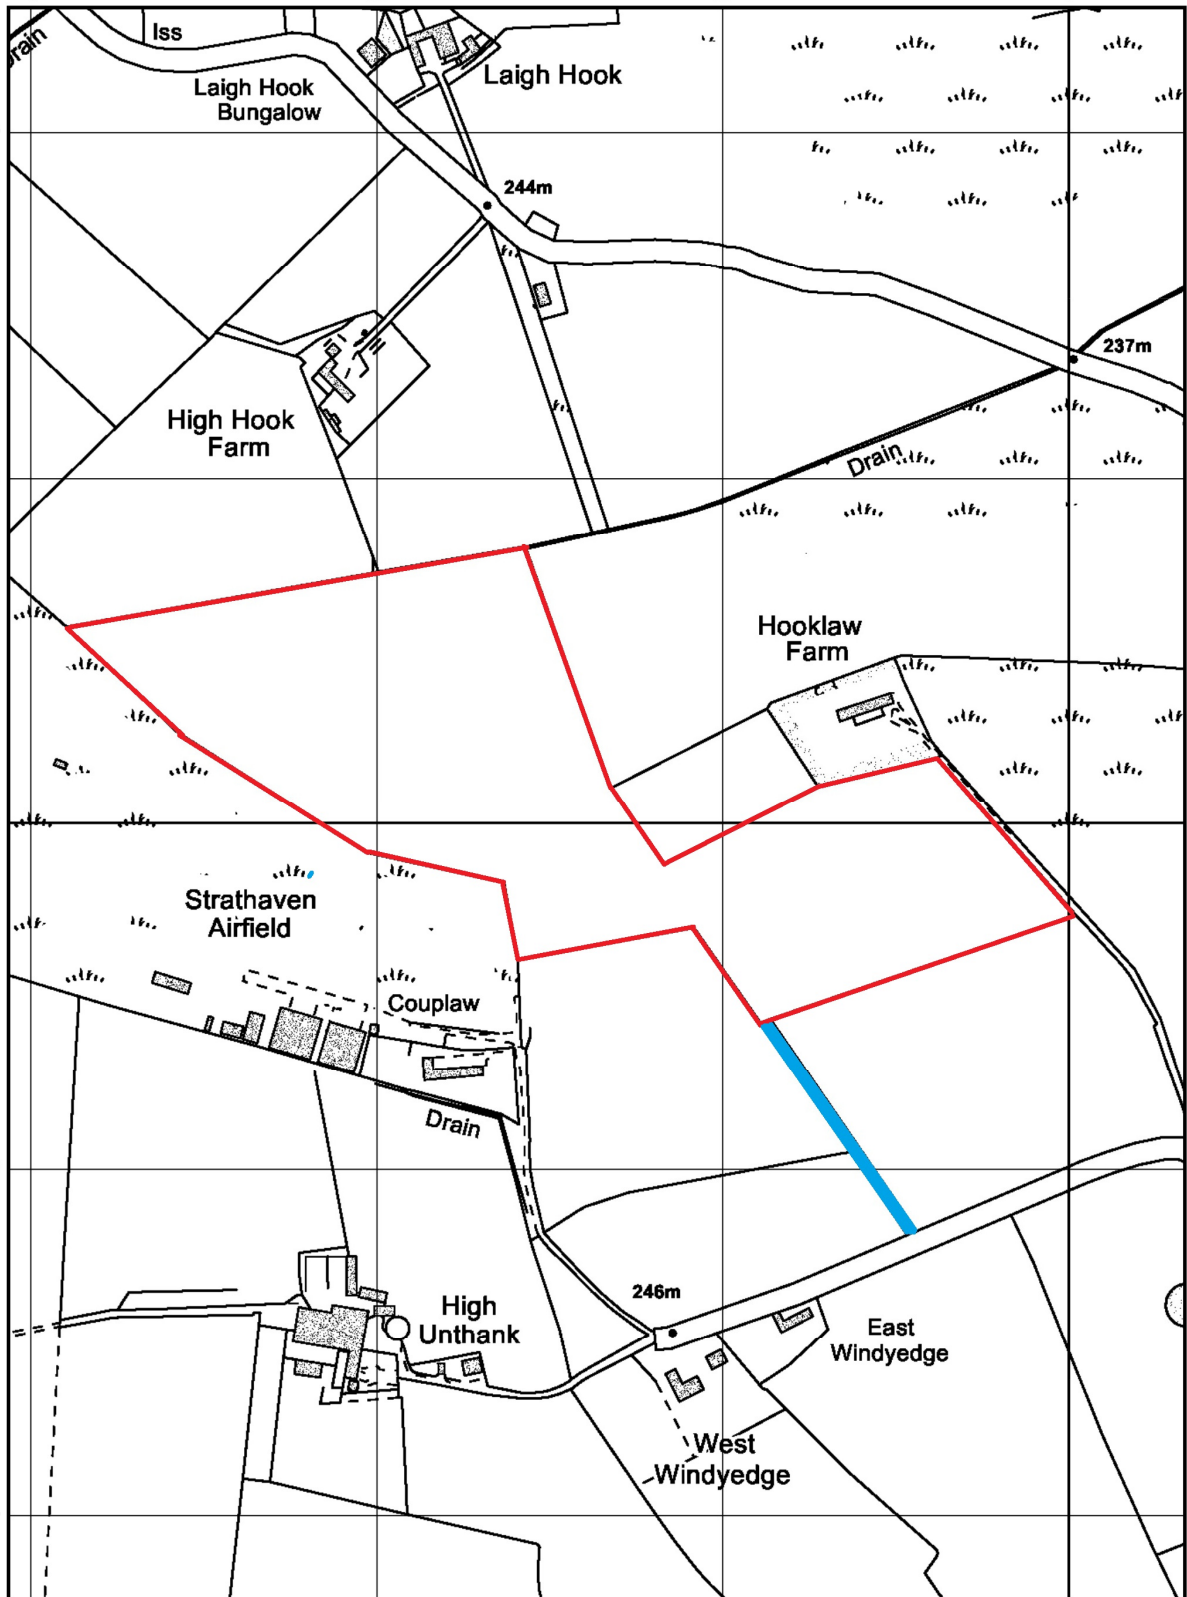 Drain
Iss
Laigh Hook
Laigh Hook
Bungalow
244m
237m
High Hook
Farm
Drain
Hooklaw
Farm
Strathaven
Airfield
Couplaw
Drain
246m
High
Unthank
East
Windyedge
West
Windyedge